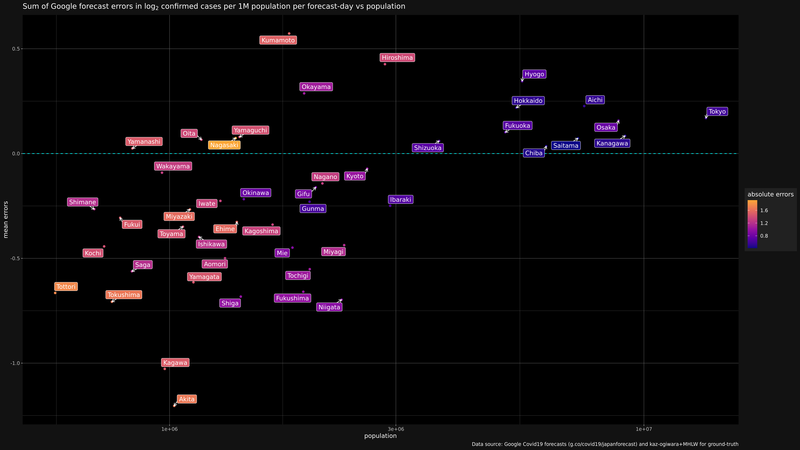 Sum of Google forecast errors in log2 confirmed cases per 1M population per forecast-day vs population
Kumamoto
0.5
Hiroshima
Hyogo
Okayama
Hokkaido
Aichi
Tokyo
Fukuoka
Osaka
Oita
Yamaguchi
Yamanashi
Nagasaki
Shizuoka
Saitama
Kanagawa
0.0
Chiba
Wakayama
Nagano
Kyoto
Okinawa
Gifu
Ibaraki
Shimane
Iwate
Gunma
Miyazaki
Fukui
Toyama
Ehime
Kagoshima
Ishikawa
mean errors
absolute errors
1.6
1.2
0.8
Kochi
Mie
Miyagi
-0.5
Saga
Aomori
Yamagata
Tochigi
Tottori
Tokushima
Shiga
Fukushima
Niigata
Kagawa
-1.0
Akita
1e+06
3e+06
1e+07
population
Data source: Google Covid19 forecasts (g.co/covid19/japanforecast) and kaz-ogiwara+MHLW for ground-truth